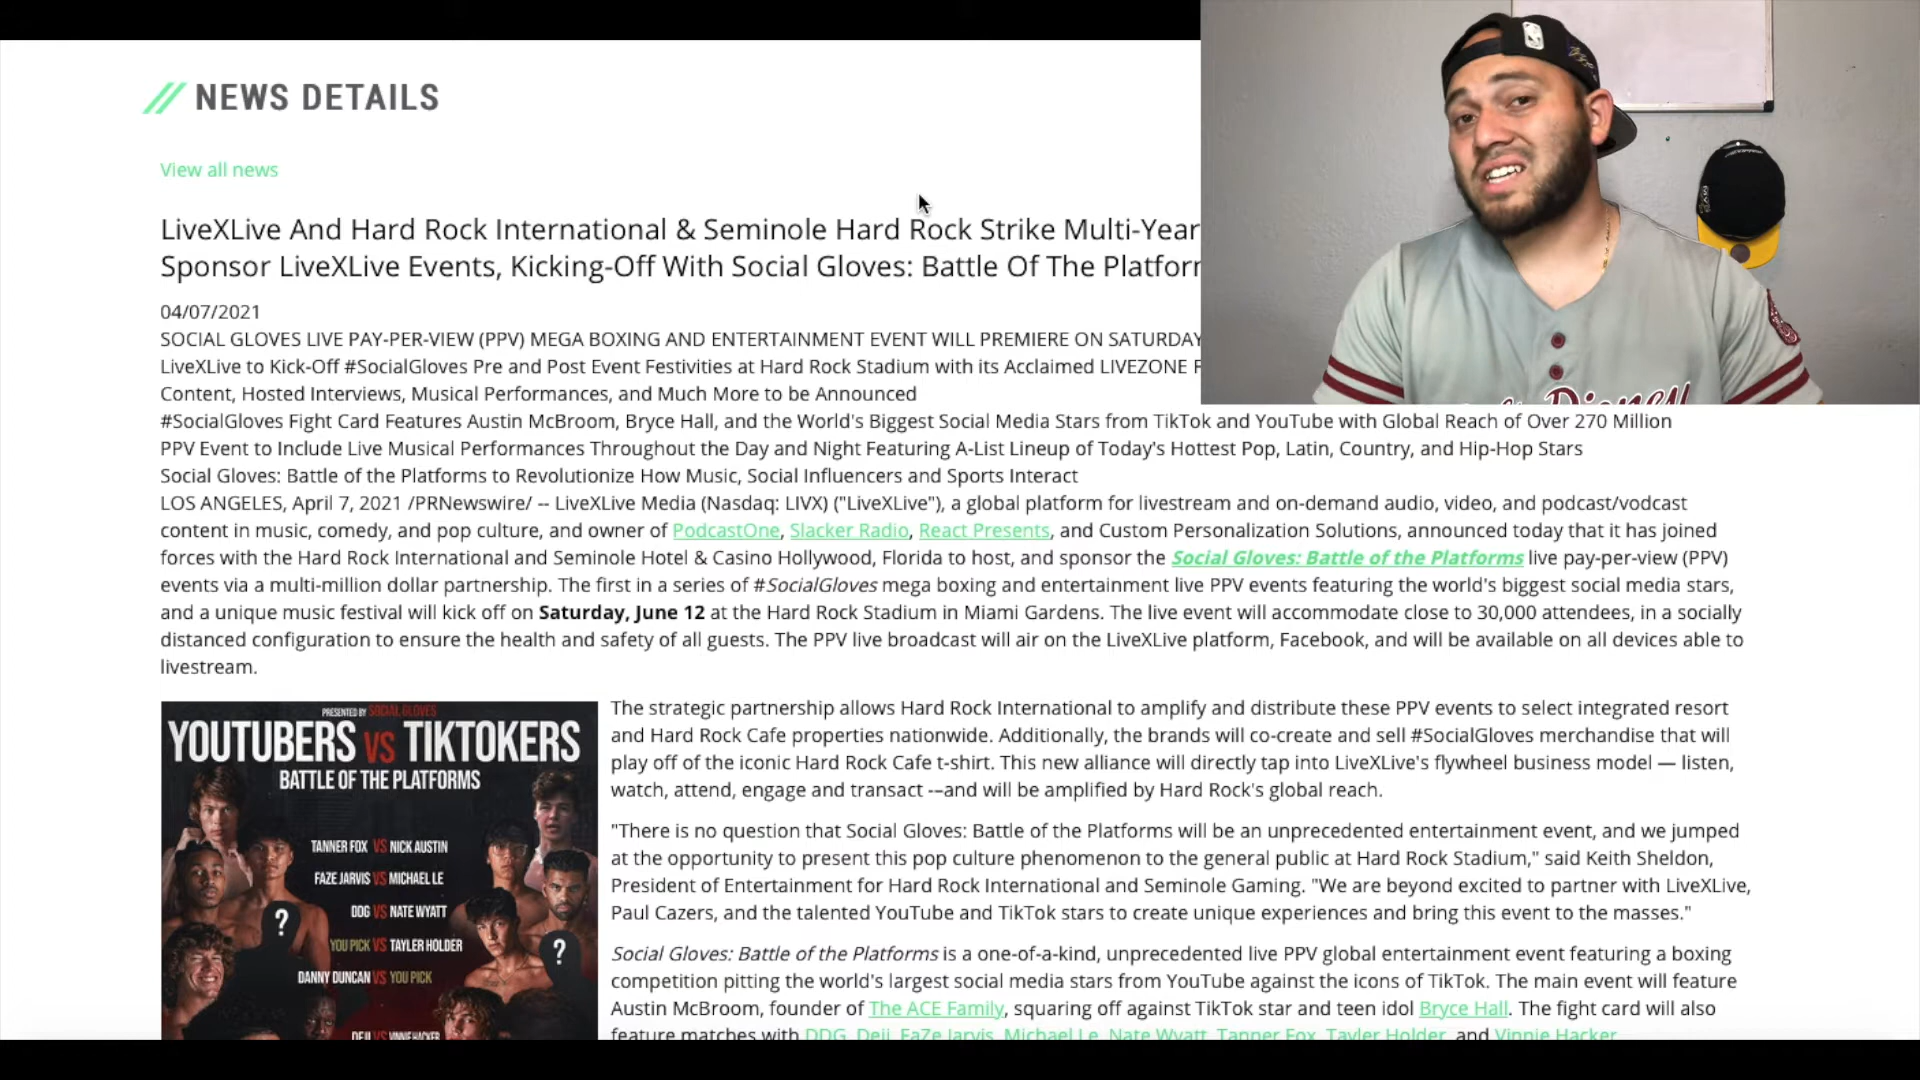 NEWS DETAILS
View all news
LiveXLive And Hard Rock International & Seminole Hard Rock Strike Multi-Year
Sponsor LiveXLive Events, Kicking-Off With Social Gloves: Battle Of The
04/07/2021
SOCIAL GLOVES LIVE PAY-PER-VIEW (PPV) MEGA BOXING AND ENTERTAINMENT EVENT WILL PREMIERE ON SATURDAY
LiveXLive to Kick-Off #SocialGloves Pre and Post Event Festivities at Hard Rock Stadium with its Acclaimed LIVEZONE
Content, Hosted Interviews, Musical Performances, and Much More to be Announced
#SocialGloves Fight Card Features Austin McBroom, Bryce Hall, and the World's Biggest Social Media Stars from TikTok and YouTube with Global Reach of Over 270 Million
PPV Event to Include Live Musical Performances Throughout the Day and Night Featuring A-List Lineup of Today's Hottest Pop, Latin, Country, and Hip-Hop Stars
Social Gloves: Battle of the Platforms to Revolutionize How Music, Social Influencers and Sports Interact
LOS ANGELES, April 7, 2021 /PRNewswire/ -- LiveXLive Media (Nasdaq: LIVX) ("LiveXLive"), a global platform for livestream and on-demand audio, video, and podcast/vodcast
content in music, comedy, and pop culture, and owner of PodcastOne, Slacker Radio, React Presents, and Custom Personalization Solutions, announced today that it has joined
forces with the Hard Rock International and Seminole Hotel & Casino Hollywood, Florida to host, and sponsor the Social Gloves: Battle of the Platforms live pay-per-view (PPV)
events via a multi-million dollar partnership. The first in a series of #SocialGloves mega boxing and entertainment live PPV events featuring the world's biggest social media stars,
and a unique music festival will kick off on Saturday, June 12 at the Hard Rock Stadium in Miami Gardens. The live event will accommodate close to 30,000 attendees, in a socially
distanced configuration to ensure the health and safety of all guests. The PPV live broadcast will air on the LiveXLive platform, Facebook, and will be available on all devices able to
livestream.
PRESENTED BY SOCIAL GLOVES
YOUTUBERS VS TIKTOKERS
BATTLE OF THE PLATFORMS
TANNER FOX VS NICK AUSTIN
FAZE JARVIS VS MICHAEL LE
DDG VS NATE WYATT
? YOU PICK VS TAYLER HOLDER ?
DANNY DUNCAN VS YOU PICK
DEJI VS VINNIE HACKER
The strategic partnership allows Hard Rock International to amplify and distribute these PPV events to select integrated resort
and Hard Rock Cafe properties nationwide. Additionally, the brands will co-create and sell #SocialGloves merchandise that will
play off of the iconic Hard Rock Cafe t-shirt. This new alliance will directly tap into LiveXLive's flywheel business model — listen,
watch, attend, engage and transact --and will be amplified by Hard Rock's global reach.
"There is no question that Social Gloves: Battle of the Platforms will be an unprecedented entertainment event, and we jumped
at the opportunity to present this pop culture phenomenon to the general public at Hard Rock Stadium," said Keith Sheldon,
President of Entertainment for Hard Rock International and Seminole Gaming. "We are beyond excited to partner with LiveXLive,
Paul Cazers, and the talented YouTube and TikTok stars to create unique experiences and bring this event to the masses."
Social Gloves: Battle of the Platforms is a one-of-a-kind, unprecedented live PPV global entertainment event featuring a boxing
competition pitting the world's largest social media stars from YouTube against the icons of TikTok. The main event will feature
Austin McBroom, founder of The ACE Family, squaring off against TikTok star and teen idol Bryce Hall. The fight card will also
feature matches with DDG, Deji, FaZe Jarvis, Michael Le, Nate Wyatt, Tanner Fox, Tayler Holder, and Vinnie Hacker.